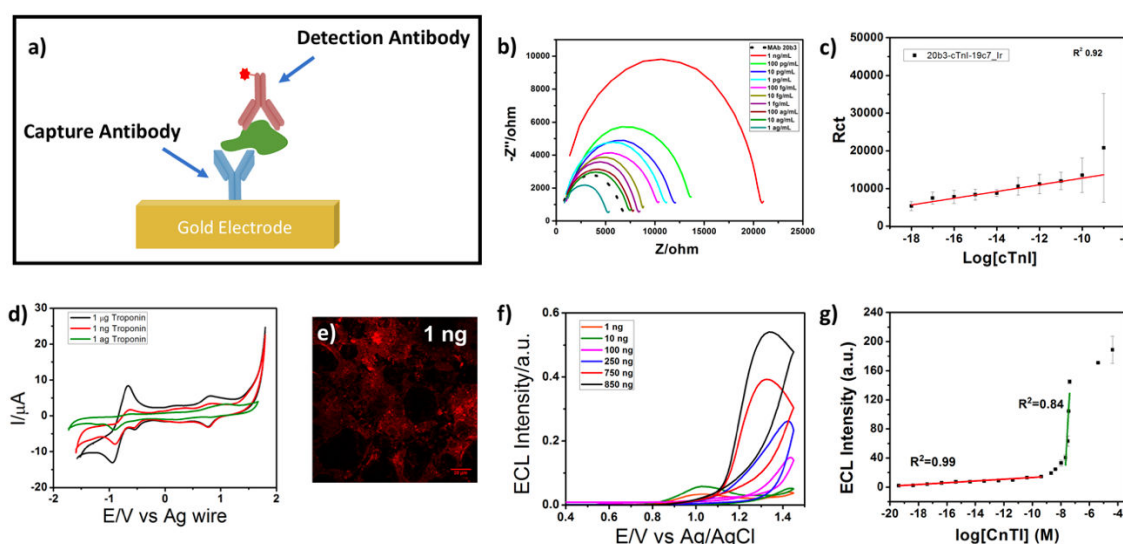 a)
Detection Antibody
Capture Antibody
Gold Electrode
b)
-Z''/ohm
10000
8000
6000
4000
2000
0
0 5000 10000 15000 20000 25000
Z/ohm
MAb 20b3
1 ng/mL
100 pg/mL
10 pg/mL
1 pg/mL
100 fg/mL
10 fg/mL
1 fg/mL
100 ag/mL
10 ag/mL
1 ag/mL
c)
Rct
50000
40000
30000
20000
10000
0
20b3-cTnI-19c7_Ir
R² 0.92
-18 -16 -14 -12 -10 -8
Log[cTnI]
d)
I/µA
30
25
20
15
10
5
0
-5
-10
-15
-20
1 µg Troponin
1 ng Troponin
1 ag Troponin
-2 -1 0 1 2
E/V vs Ag wire
e)
1 ng
f)
ECL Intensity/a.u.
0.6
0.4
0.2
0.0
1 ng
10 ng
100 ng
250 ng
750 ng
850 ng
0.4 0.6 0.8 1.0 1.2 1.4
E/V vs Ag/AgCl
g)
ECL Intensity (a.u.)
240
200
160
120
80
40
0
R²=0.84
R²=0.99
-20 -18 -16 -14 -12 -10 -8 -6 -4
log[CnTI] (M)